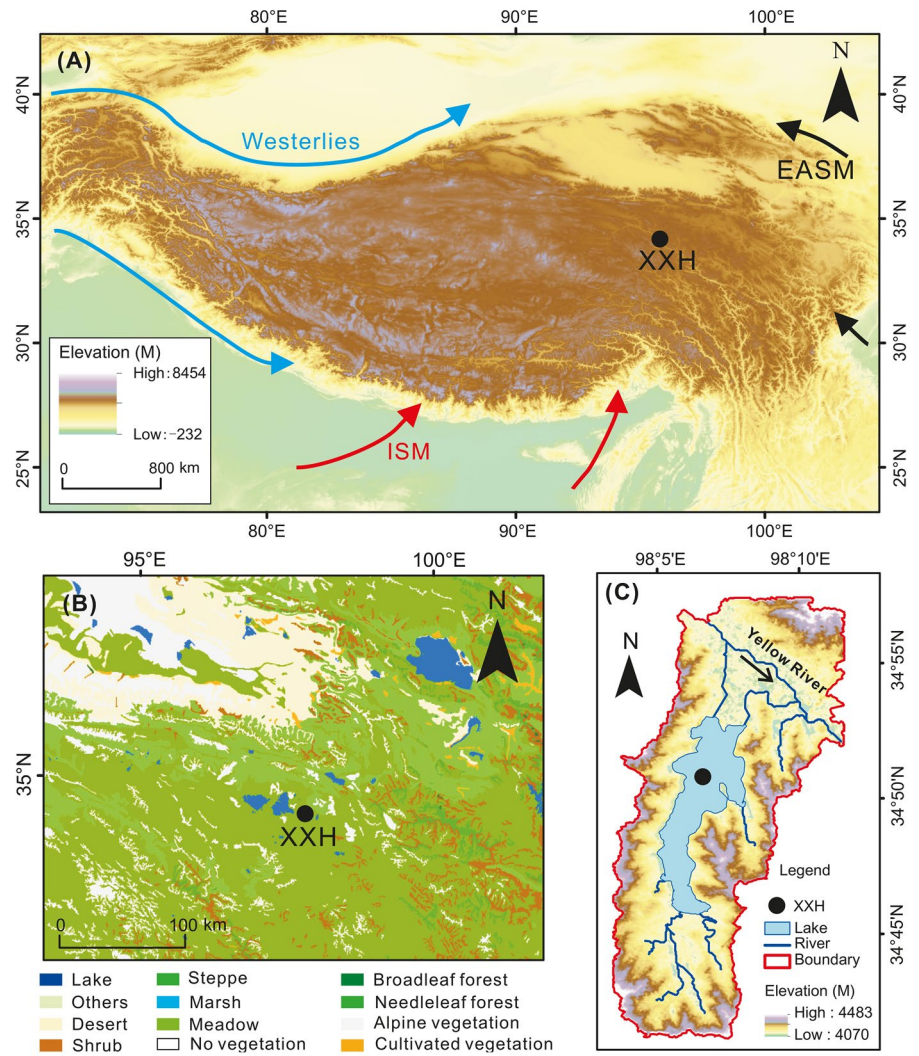 80°E 90°E 100°E
(A)
N
40°N 40°N
Westerlies
EASM
35°N 35°N
XXH
30°N 30°N
Elevation (M)
High : 8454
Low : −232
0 800 km
ISM
25°N 25°N
80°E 90°E 100°E
95°E 100°E
(B)
N
35°N
XXH
0 100 km
Lake Steppe Broadleaf forest
Others Marsh Needleleaf forest
Desert Meadow Alpine vegetation
Shrub No vegetation Cultivated vegetation
98°5'E 98°10'E
(C)
N
Yellow River
34°55'N
34°50'N
34°45'N
Legend
XXH
Lake
River
Boundary
Elevation (M)
High : 4483
Low : 4070